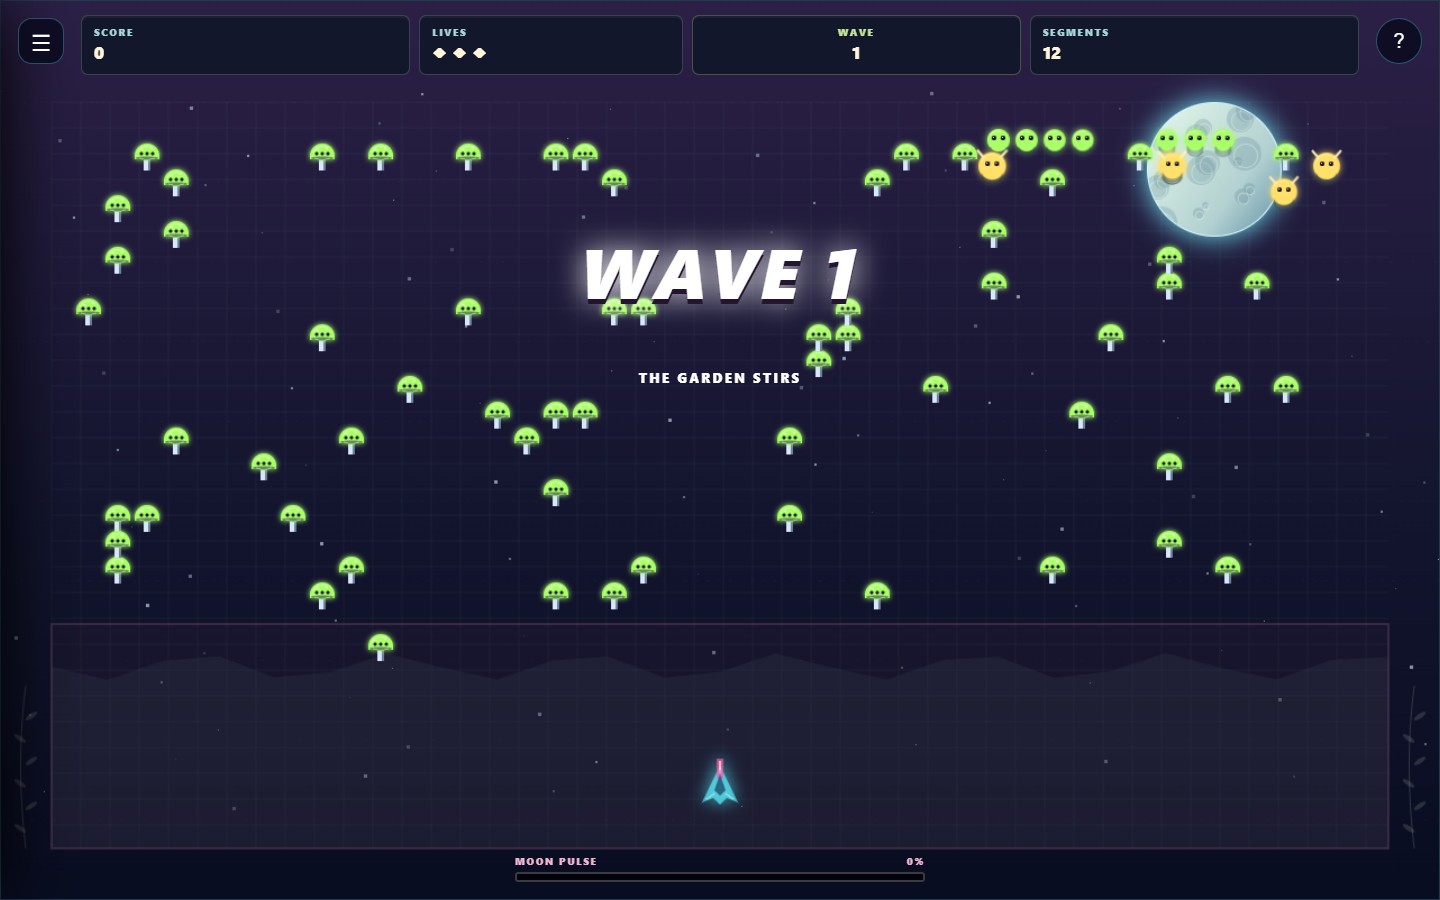 ☰
SCORE
0
LIVES
WAVE
1
SEGMENTS
12
?
WAVE 1
THE GARDEN STIRS
MOON PULSE 0%